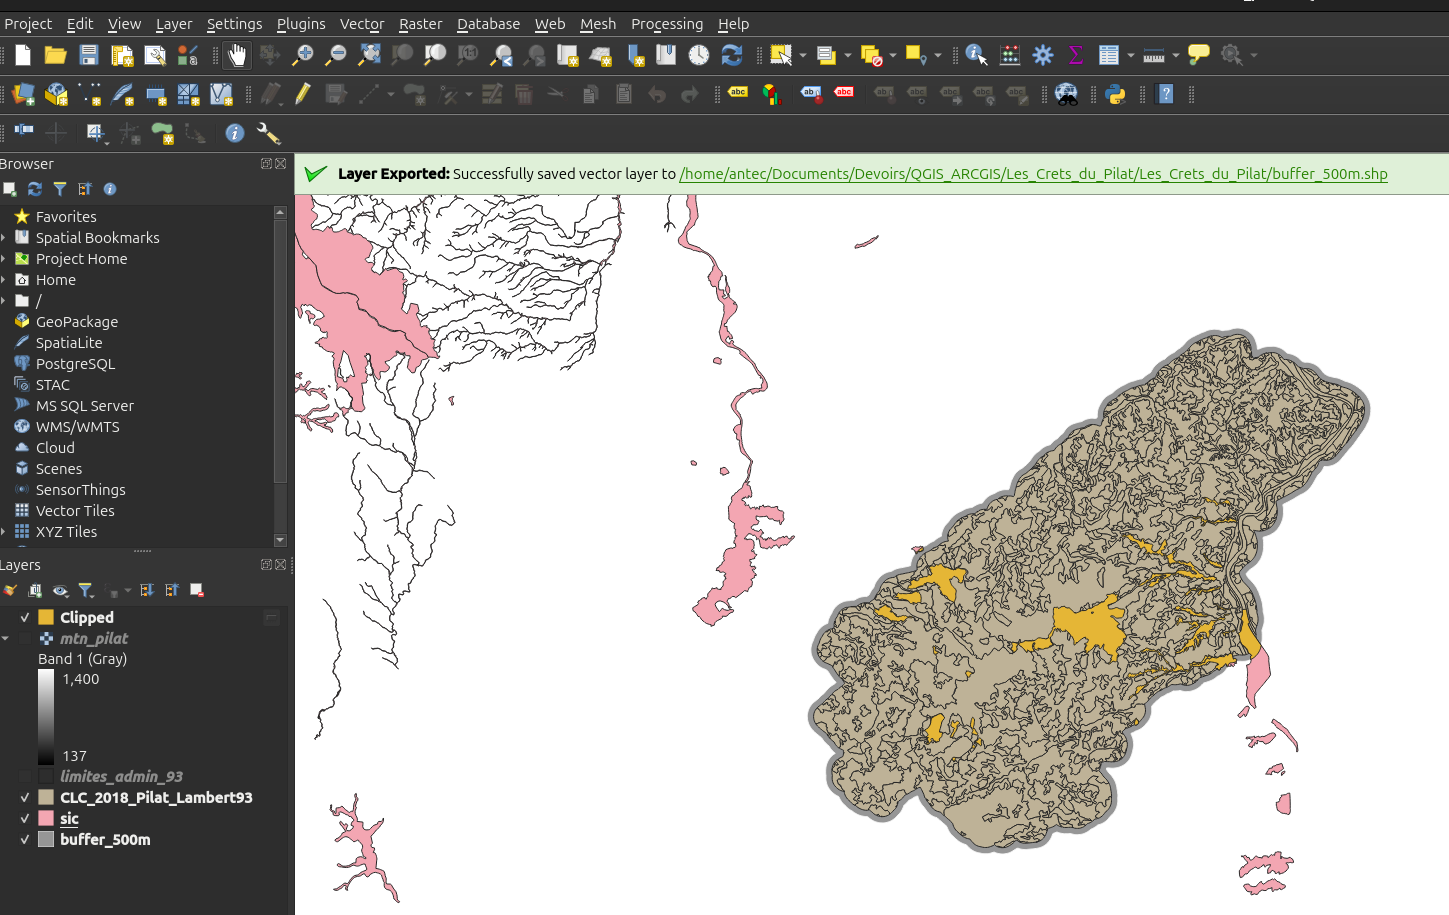 Project Edit View Layer Settings Plugins Vector Raster Database Web Mesh Processing Help
Browser
Layer Exported: Successfully saved vector layer to /home/antec/Documents/Devoirs/QGIS_ARCGIS/Les_Crets_du_Pilat/Les_Crets_du_Pilat/buffer_500m.shp
Favorites
Spatial Bookmarks
Project Home
Home
/
GeoPackage
SpatiaLite
PostgreSQL
STAC
MS SQL Server
WMS/WMTS
Cloud
Scenes
SensorThings
Vector Tiles
XYZ Tiles
Layers
Clipped
mtn_pilat
Band 1 (Gray)
1,400
137
limites_admin_93
CLC_2018_Pilat_Lambert93
sic
buffer_500m